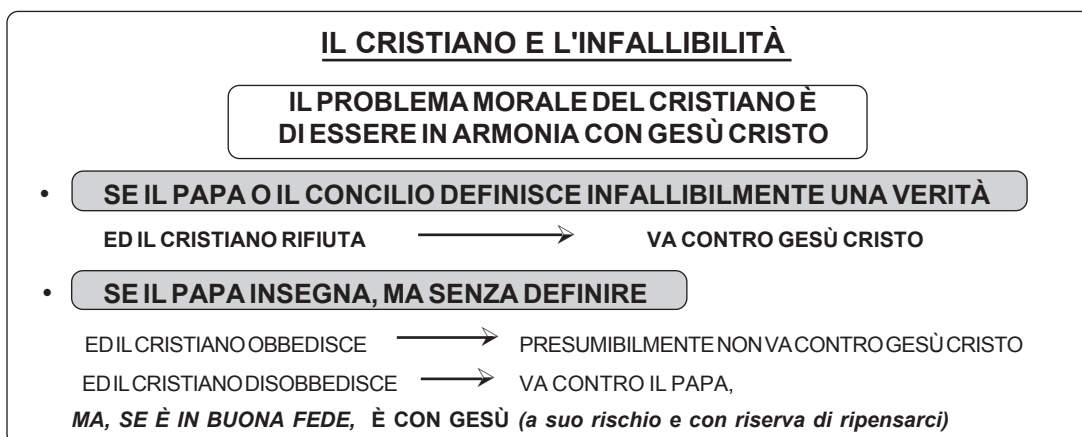 IL CRISTIANO E L'INFALLIBILITÀ
IL PROBLEMA MORALE DEL CRISTIANO È
DI ESSERE IN ARMONIA CON GESÙ CRISTO
• SE IL PAPA O IL CONCILIO DEFINISCE INFALLIBILMENTE UNA VERITÀ
ED IL CRISTIANO RIFIUTA VA CONTRO GESÙ CRISTO
• SE IL PAPA INSEGNA, MA SENZA DEFINIRE
ED IL CRISTIANO OBBEDISCE PRESUMIBILMENTE NON VA CONTRO GESÙ CRISTO
ED IL CRISTIANO DISOBBEDISCE VA CONTRO IL PAPA,
MA, SE È IN BUONA FEDE, È CON GESÙ (a suo rischio e con riserva di ripensarci)